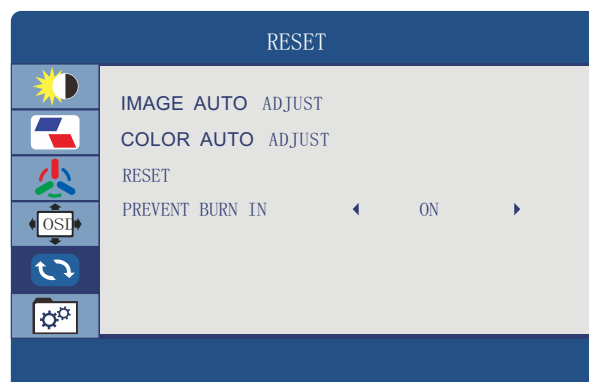 RESET
IMAGE AUTO ADJUST
COLOR AUTO ADJUST
RESET
PREVENT BURN IN ON
OSD